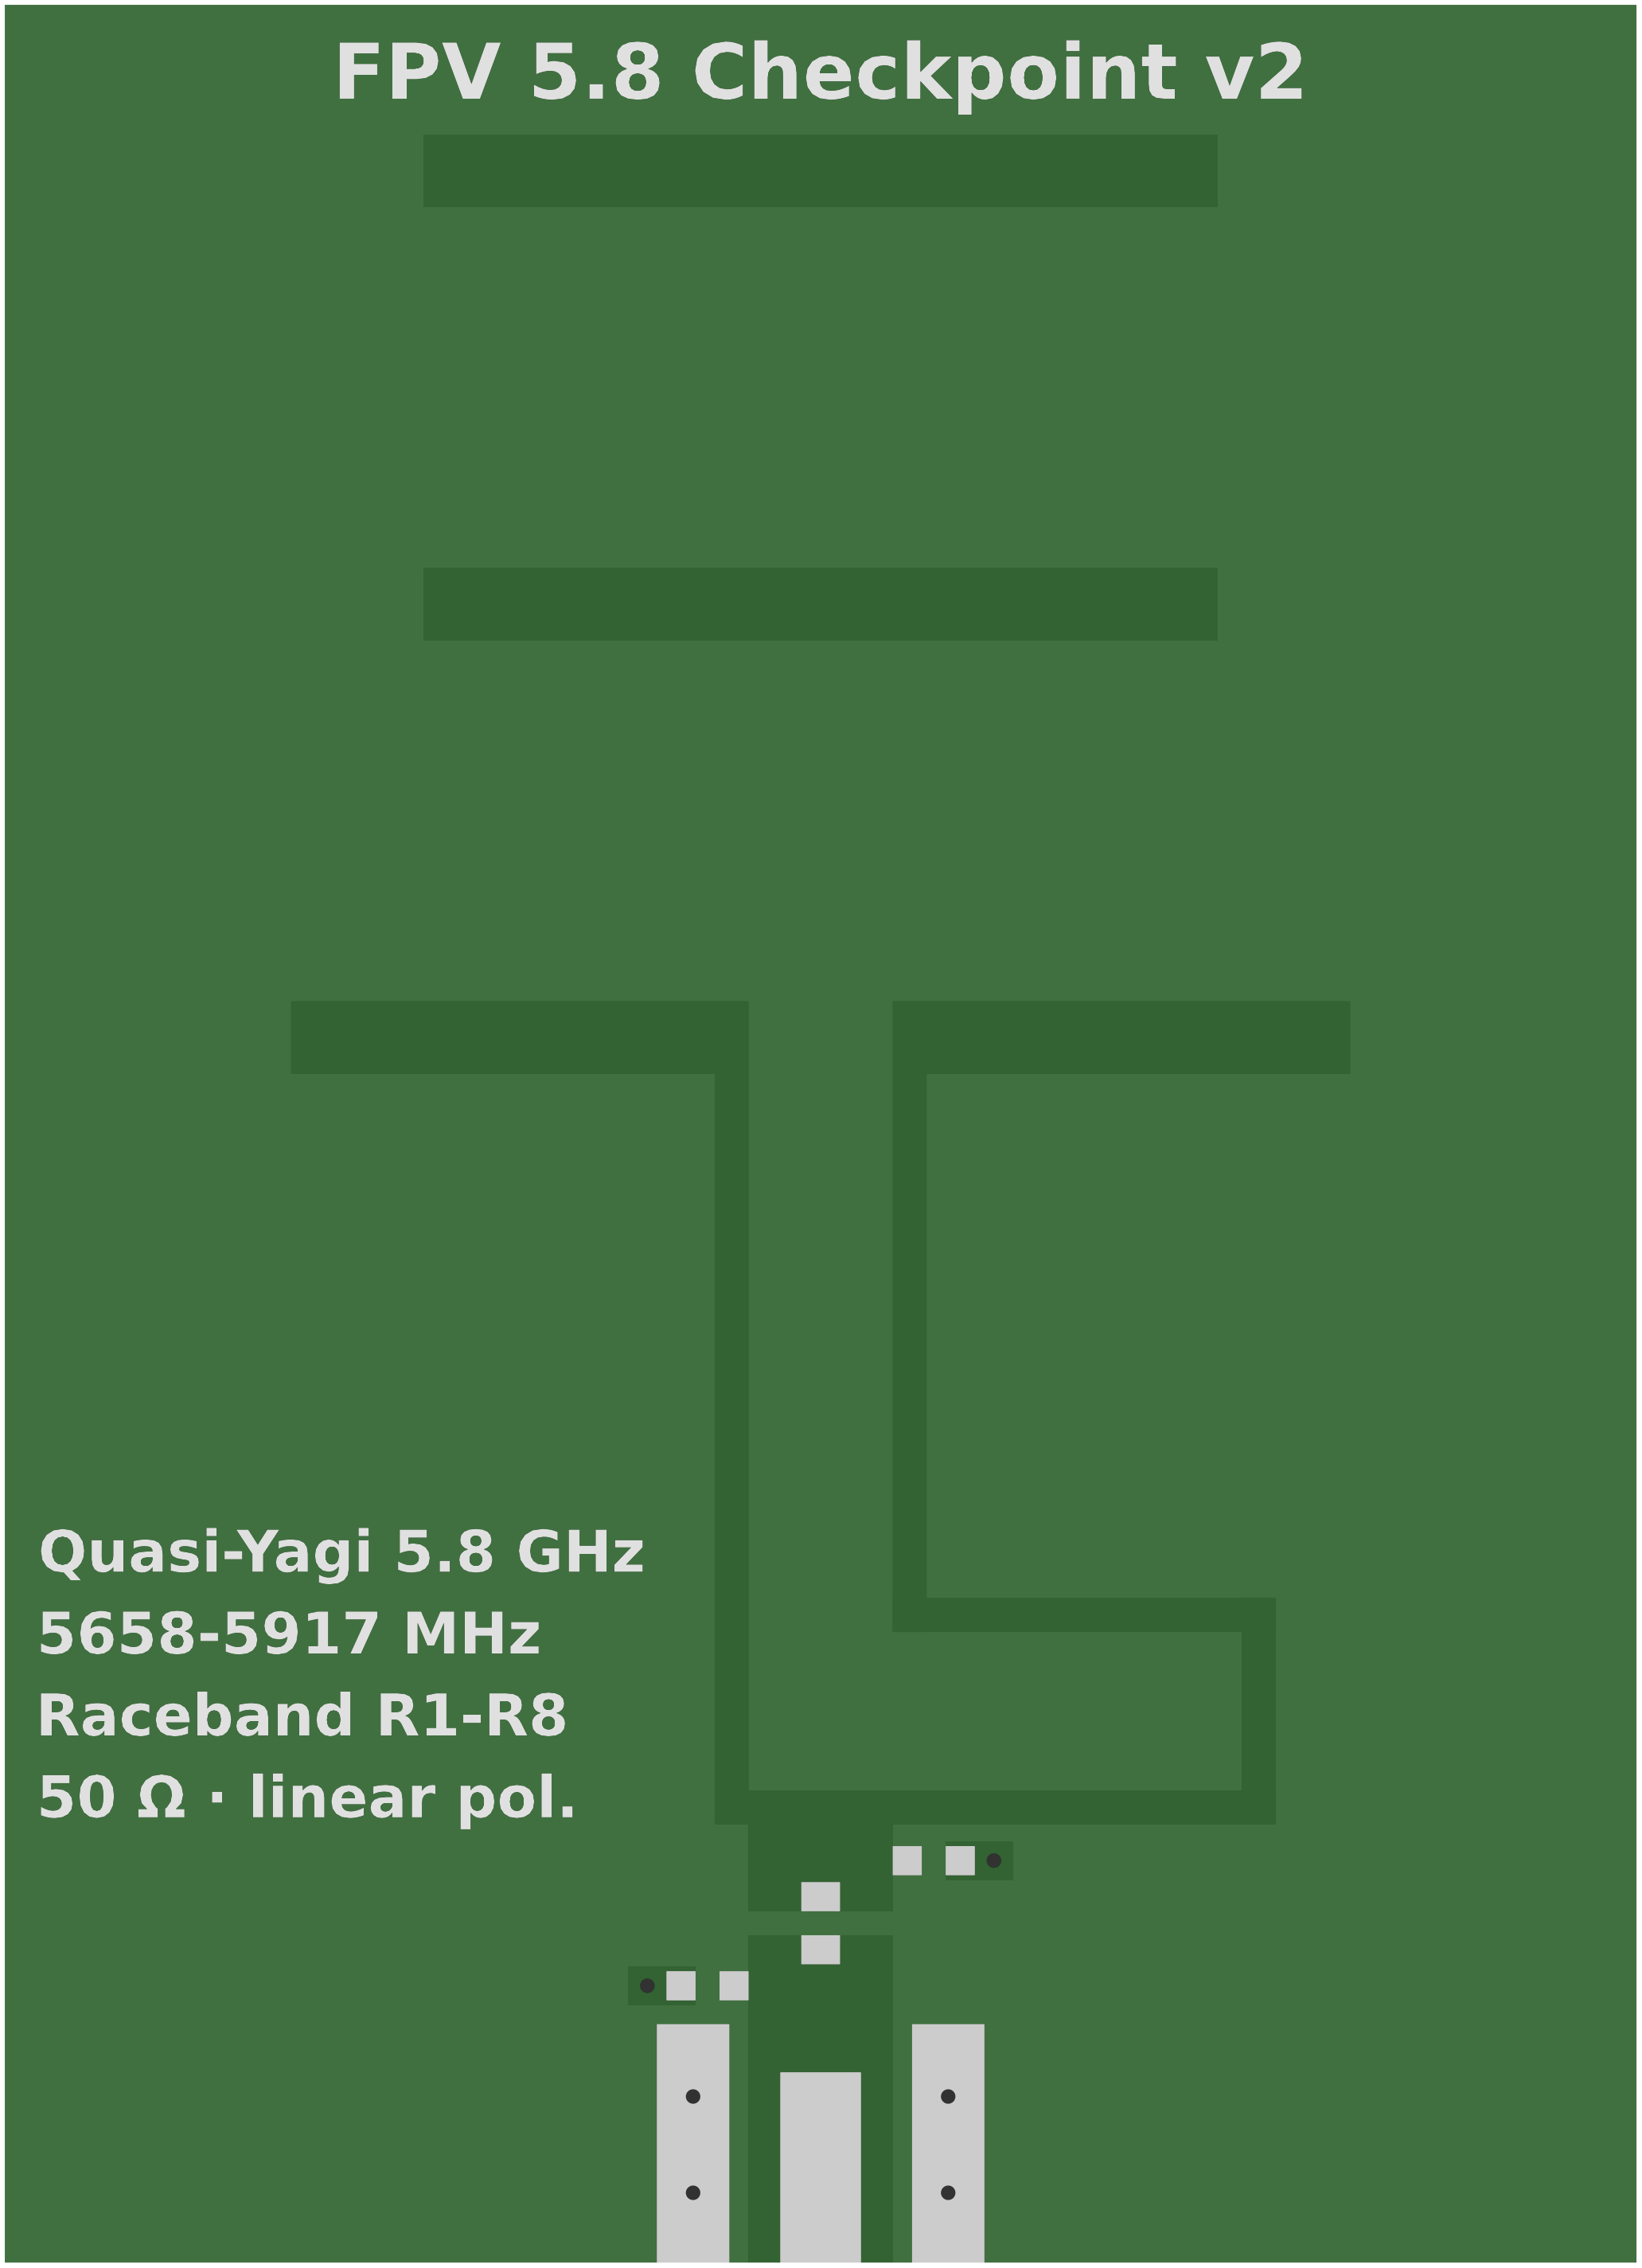 FPV 5.8 Checkpoint v2
Quasi-Yagi 5.8 GHz
5658-5917 MHz
Raceband R1-R8
50 Ω · linear pol.